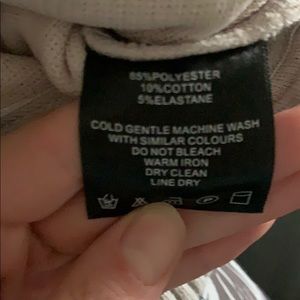 85%POLYESTER
10%COTTON
5%ELASTANE
COLD GENTLE MACHINE WASH
WITH SIMILAR COLOURS
DO NOT BLEACH
WARM IRON
DRY CLEAN
LINE DRY